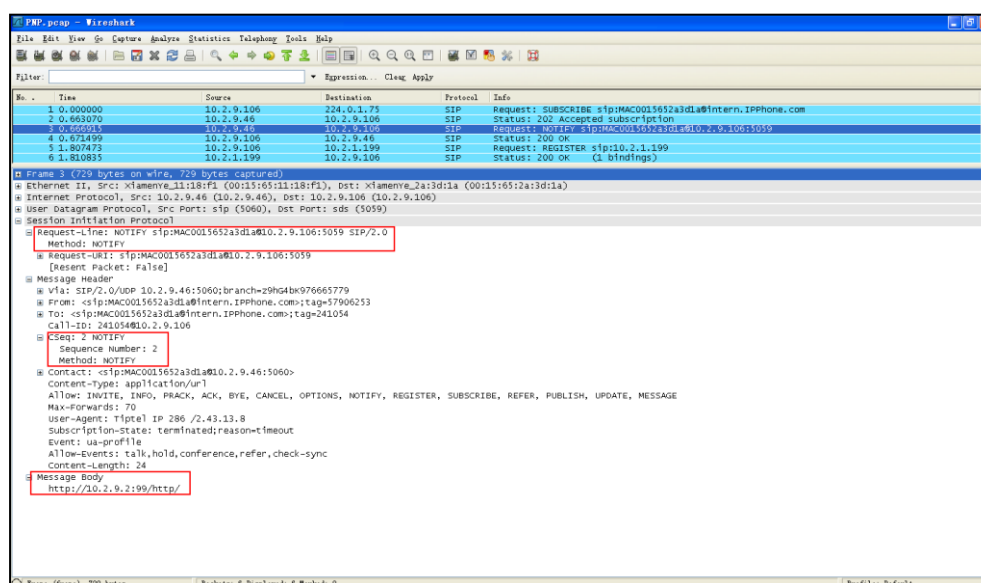 PNP.pcap - Wireshark
File Edit View Go Capture Analyze Statistics Telephony Tools Help
Filter: Expression... Clear Apply
No. . Time Source Destination Protocol Info
1 0.000000 10.2.9.106 224.0.1.75 SIP Request: SUBSCRIBE sip:MAC0015652a3d1a@intern.IPPhone.com
2 0.663070 10.2.9.46 10.2.9.106 SIP Status: 202 Accepted subscription
3 0.666915 10.2.9.46 10.2.9.106 SIP Request: NOTIFY sip:MAC0015652a3d1a@10.2.9.106:5059
4 0.671499 10.2.9.106 10.2.9.46 SIP Status: 200 OK
5 1.807473 10.2.9.106 10.2.1.199 SIP Request: REGISTER sip:10.2.1.199
6 1.810835 10.2.1.199 10.2.9.106 SIP Status: 200 OK (1 bindings)
Frame 3 (729 bytes on wire, 729 bytes captured)
Ethernet II, Src: XiamenYe_11:18:f1 (00:15:65:11:18:f1), Dst: XiamenYe_2a:3d:1a (00:15:65:2a:3d:1a)
Internet Protocol, Src: 10.2.9.46 (10.2.9.46), Dst: 10.2.9.106 (10.2.9.106)
User Datagram Protocol, Src Port: sip (5060), Dst Port: sds (5059)
Session Initiation Protocol
Request-Line: NOTIFY sip:MAC0015652a3d1a@10.2.9.106:5059 SIP/2.0
Method: NOTIFY
Request-URI: sip:MAC0015652a3d1a@10.2.9.106:5059
[Resent Packet: False]
Message Header
Via: SIP/2.0/UDP 10.2.9.46:5060;branch=z9hG4bK976665779
From: <sip:MAC0015652a3d1a@intern.IPPhone.com>;tag=57906253
To: <sip:MAC0015652a3d1a@intern.IPPhone.com>;tag=241054
Call-ID: 241054@10.2.9.106
CSeq: 2 NOTIFY
Sequence Number: 2
Method: NOTIFY
Contact: <sip:MAC0015652a3d1a@10.2.9.46:5060>
Content-Type: application/url
Allow: INVITE, INFO, PRACK, ACK, BYE, CANCEL, OPTIONS, NOTIFY, REGISTER, SUBSCRIBE, REFER, PUBLISH, UPDATE, MESSAGE
Max-Forwards: 70
User-Agent: Tiptel IP 286 /2.43.13.8
Subscription-State: terminated;reason=timeout
Event: ua-profile
Allow-Events: talk,hold,conference,refer,check-sync
Content-Length: 24
Message Body
http://10.2.9.2:99/http/